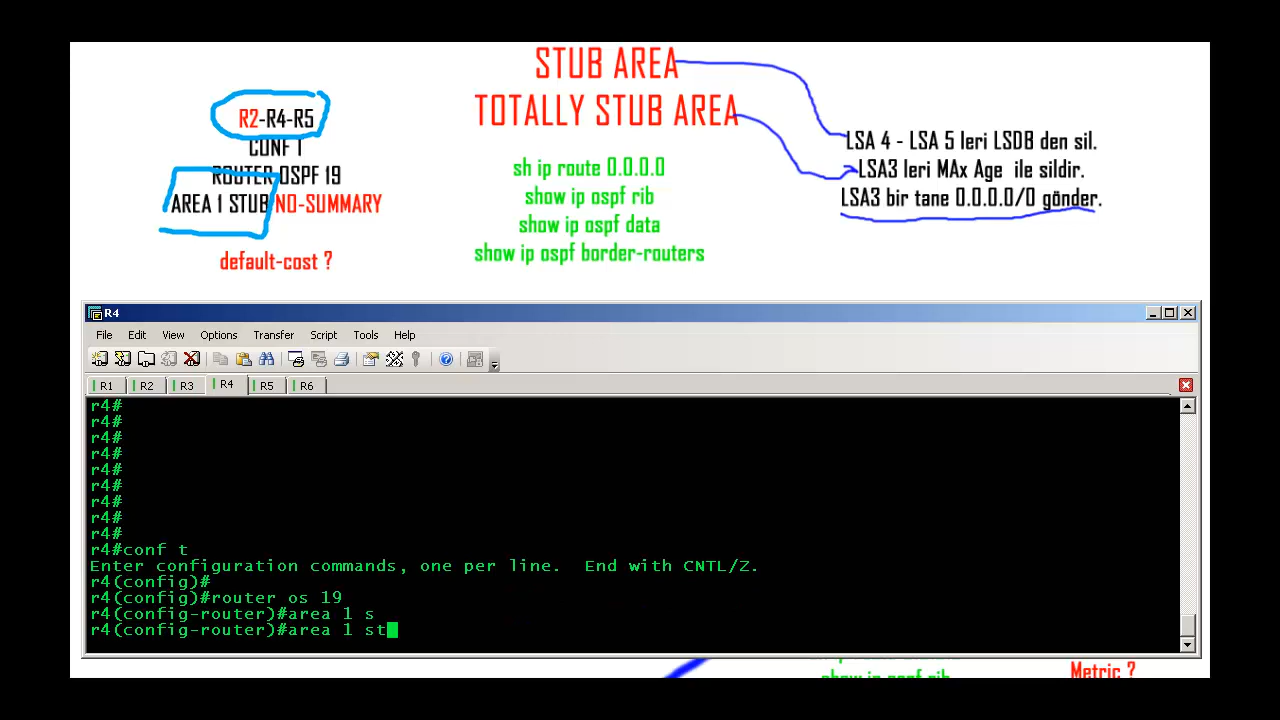 STUB AREA
TOTALLY STUB AREA
R2-R4-R5
CONF T
ROUTER OSPF 19
AREA 1 STUB NO-SUMMARY
default-cost ?
sh ip route 0.0.0.0
show ip ospf rib
show ip ospf data
show ip ospf border-routers
LSA 4 - LSA 5 leri LSDB den sil.
LSA3 leri MAx Age ile sildir.
LSA3 bir tane 0.0.0.0/0 gönder.
R4
File Edit View Options Transfer Script Tools Help
R1 R2 R3 R4 R5 R6
r4#
r4#
r4#
r4#
r4#
r4#
r4#
r4#
r4#
r4#conf t
Enter configuration commands, one per line. End with CNTL/Z.
r4(config)#
r4(config)#router os 19
r4(config-router)#area 1 s
r4(config-router)#area 1 st
show ip ospf rib
Metric ?